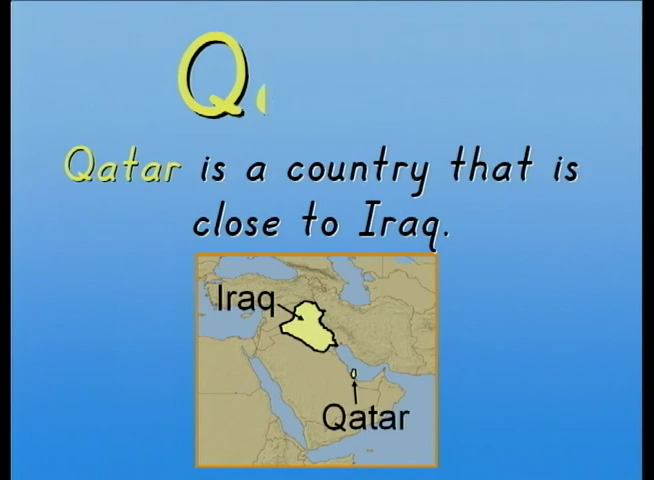 Q
Qatar is a country that is
close to Iraq.
Iraq
Qatar